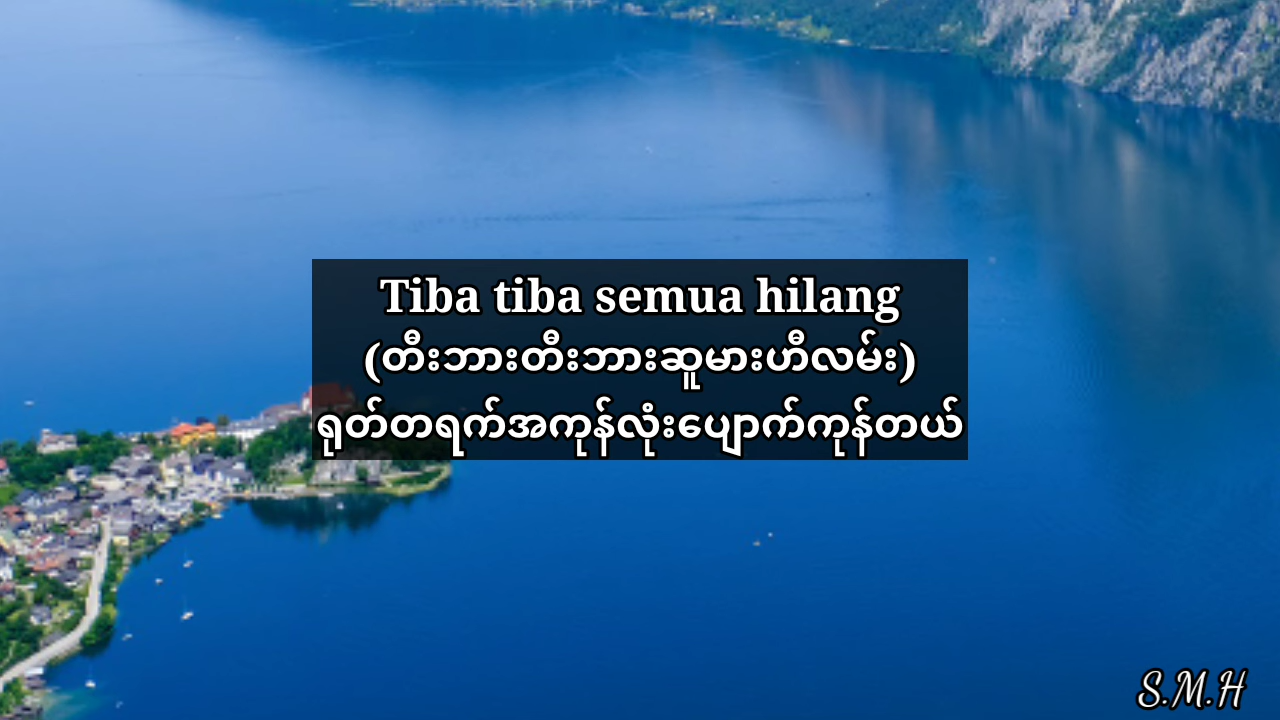 Tiba tiba semua hilang
(တီးဘားတီးဘားဆူမားဟီလမ်း)
ရုတ်တရက်အကုန်လုံးပျောက်ကုန်တယ်
S.M.H